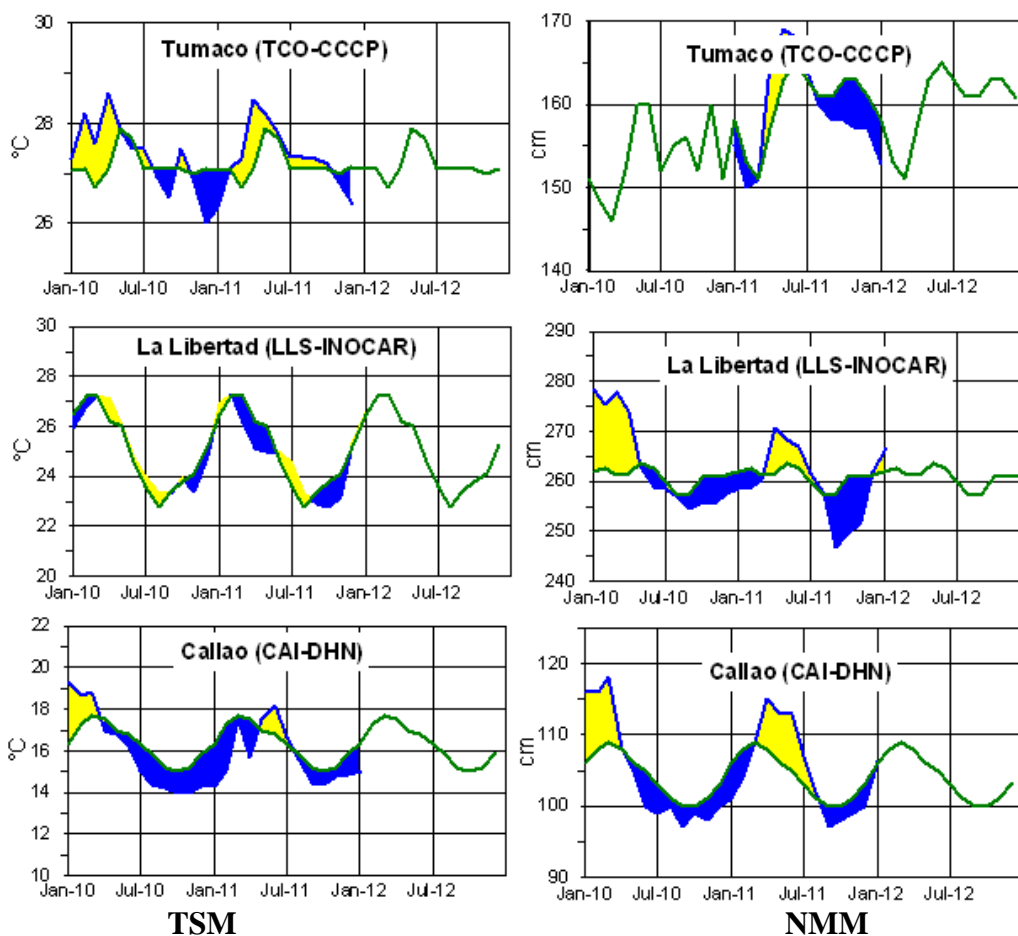 Tumaco (TCO-CCCP)
°C
30
28
26
Jan-10 Jul-10 Jan-11 Jul-11 Jan-12 Jul-12
Tumaco (TCO-CCCP)
cm
170
160
150
140
Jan-10 Jul-10 Jan-11 Jul-11 Jan-12 Jul-12
La Libertad (LLS-INOCAR)
°C
30
28
26
24
22
20
Jan-10 Jul-10 Jan-11 Jul-11 Jan-12 Jul-12
La Libertad (LLS-INOCAR)
cm
290
280
270
260
250
240
Jan-10 Jul-10 Jan-11 Jul-11 Jan-12 Jul-12
Callao (CAI-DHN)
°C
22
20
18
16
14
12
10
Jan-10 Jul-10 Jan-11 Jul-11 Jan-12 Jul-12
Callao (CAI-DHN)
cm
120
110
100
90
Jan-10 Jul-10 Jan-11 Jul-11 Jan-12 Jul-12
TSM
NMM